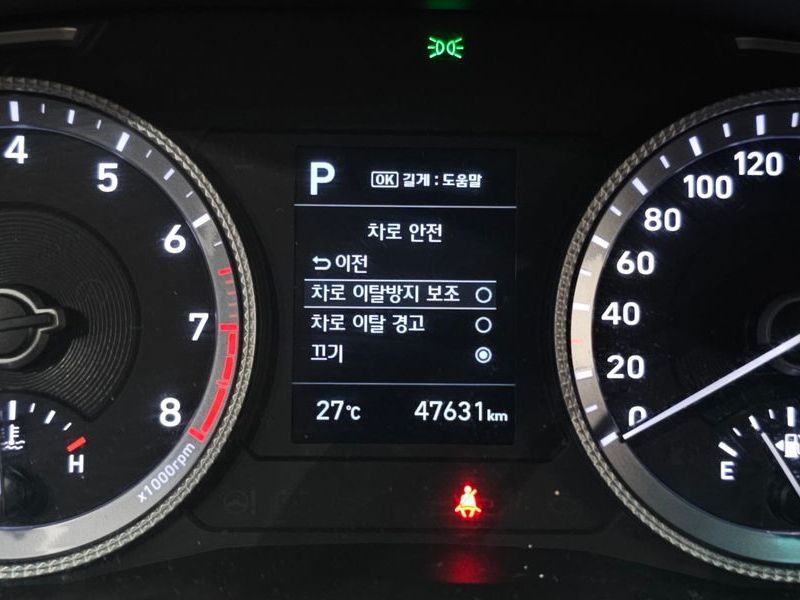 P
OK 길게 : 도움말
차로 안전
이전
차로 이탈방지 보조
차로 이탈 경고
끄기
27℃ 47631km
4
5
6
7
8
x1000rpm
H
120
100
80
60
40
20
0
E